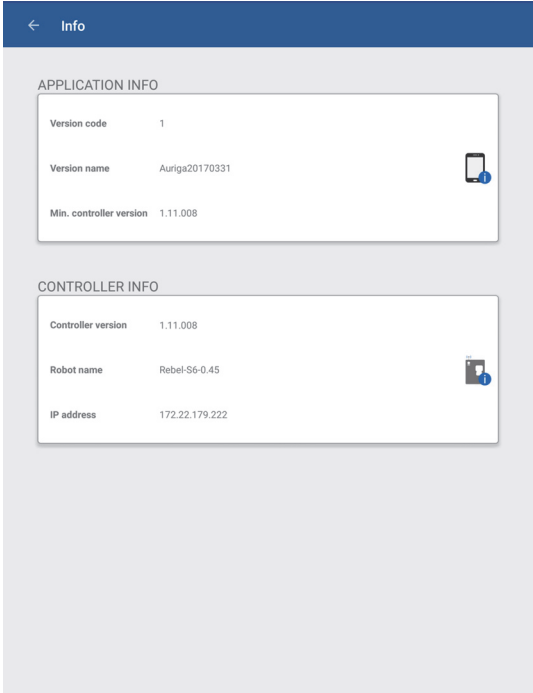 Info
APPLICATION INFO
Version code 1
Version name Auriga20170331
Min. controller version 1.11.008
CONTROLLER INFO
Controller version 1.11.008
Robot name Rebel-S6-0.45
IP address 172.22.179.222